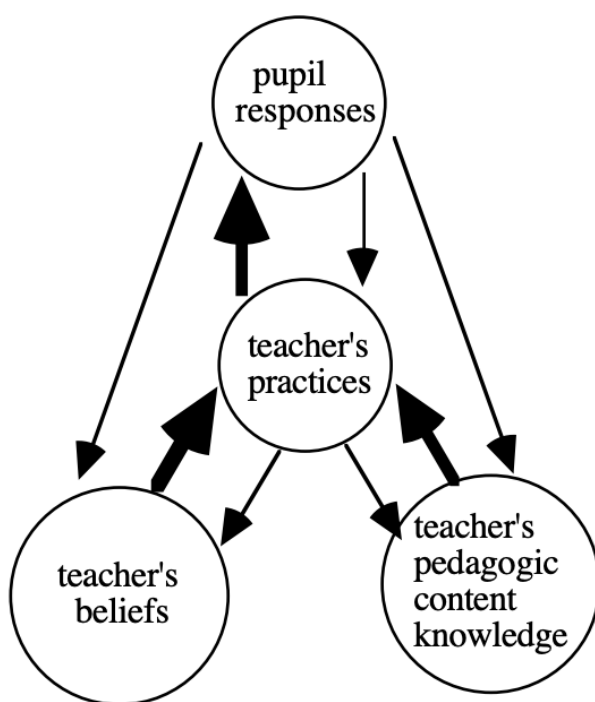 pupil
responses
teacher's
practices
teacher's
beliefs
teacher's
pedagogic
content
knowledge